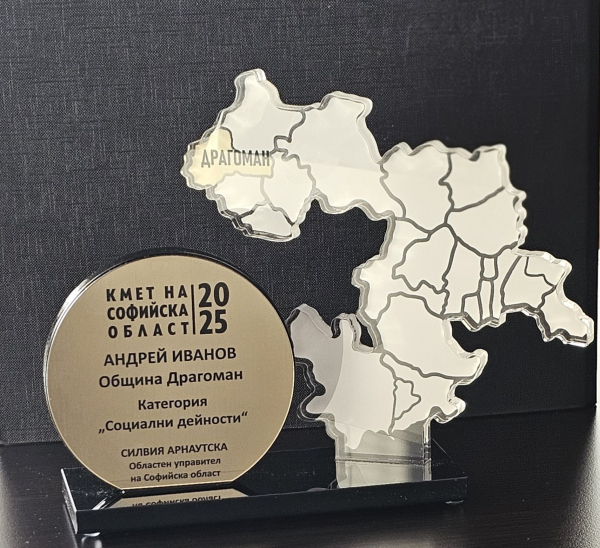 ДРАГОМАН
КМЕТ НА
СОФИЙСКА
ОБЛАСТ
20
25
АНДРЕЙ ИВАНОВ
Община Драгоман
Категория
„Социални дейности“
СИЛВИЯ АРНАУТСКА
Областен управител
на Софийска област